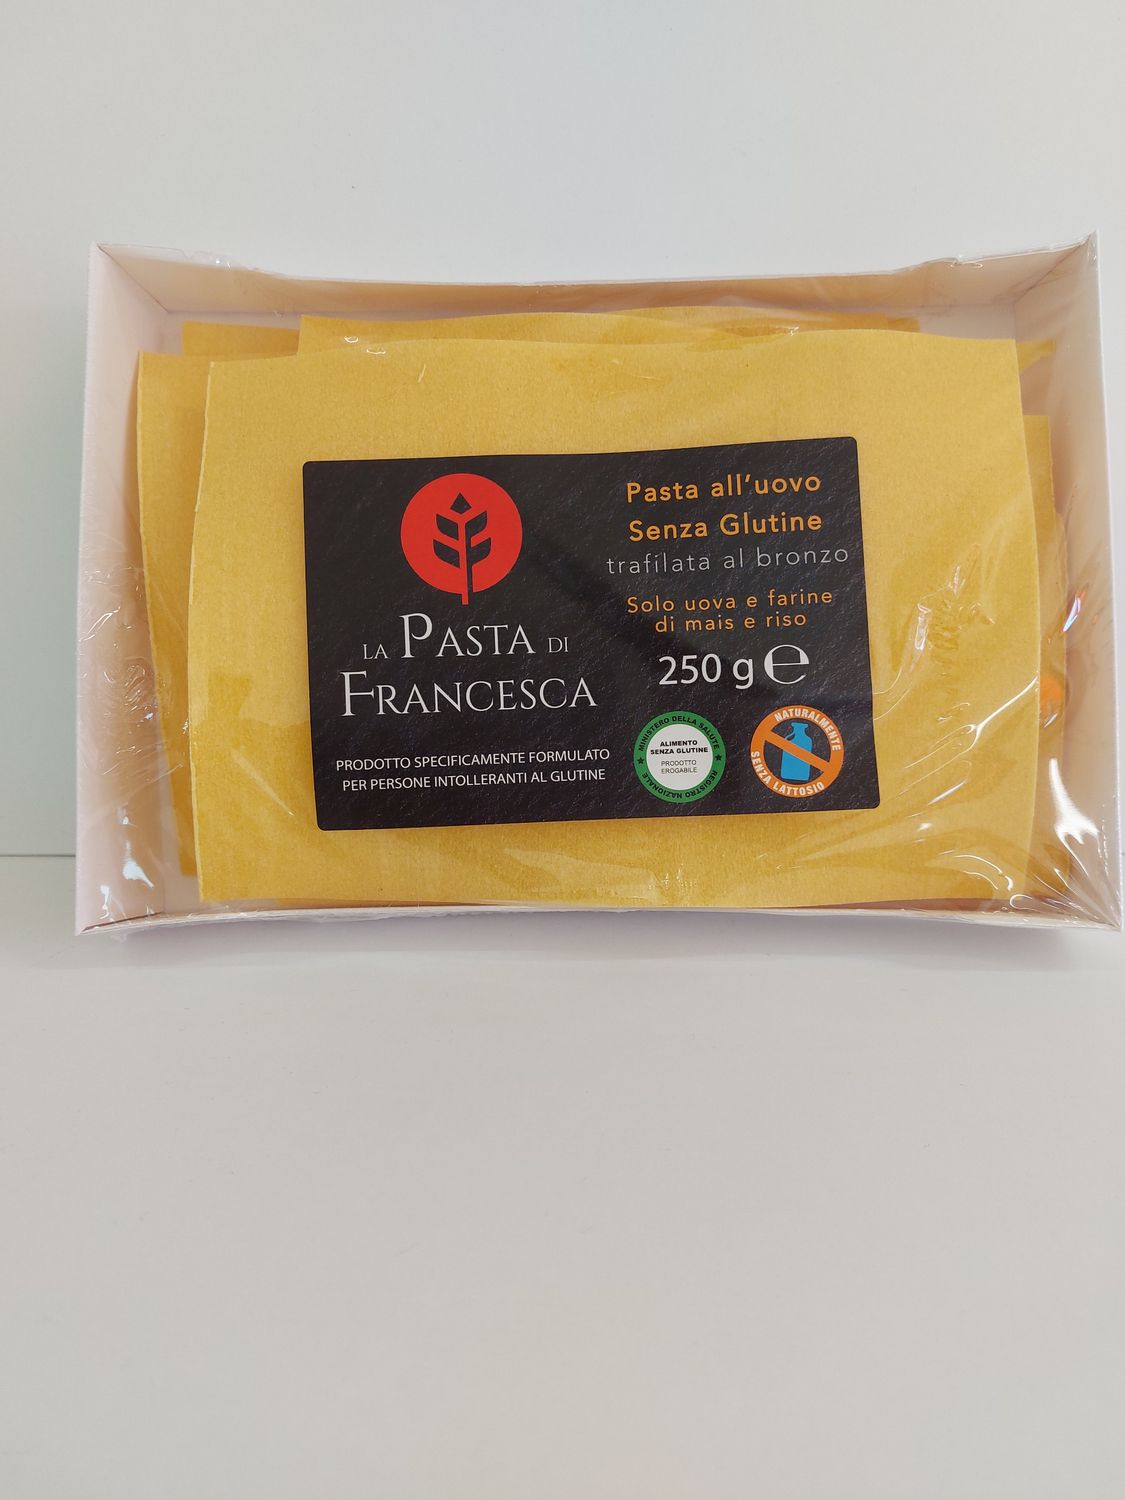 LA PASTA DI
FRANCESCA
PRODOTTO SPECIFICAMENTE FORMULATO
PER PERSONE INTOLLERANTI AL GLUTINE
Pasta all'uovo
Senza Glutine
trafilata al bronzo
Solo uova e farine
di mais e riso
250 g ℮
MINISTERO DELLA SALUTE
ALIMENTO
SENZA GLUTINE
PRODOTTO
EROGABILE
REGISTRO NAZIONALE
NATURALMENTE
SENZA LATTOSIO